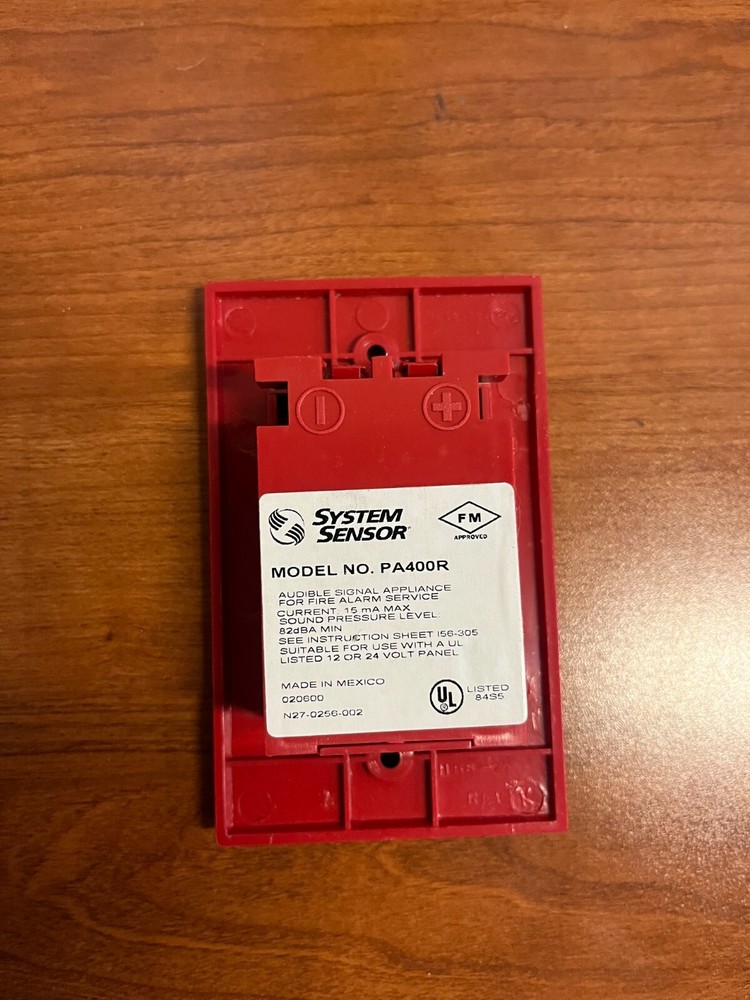 SYSTEM
SENSOR®
FM
APPROVED
MODEL NO. PA400R
AUDIBLE SIGNAL APPLIANCE
FOR FIRE ALARM SERVICE
CURRENT: 15 mA MAX
SOUND PRESSURE LEVEL:
82dBA MIN
SEE INSTRUCTION SHEET I56-305
SUITABLE FOR USE WITH A UL
LISTED 12 OR 24 VOLT PANEL
MADE IN MEXICO
020600
N27-0256-002
UL
LISTED
84S5